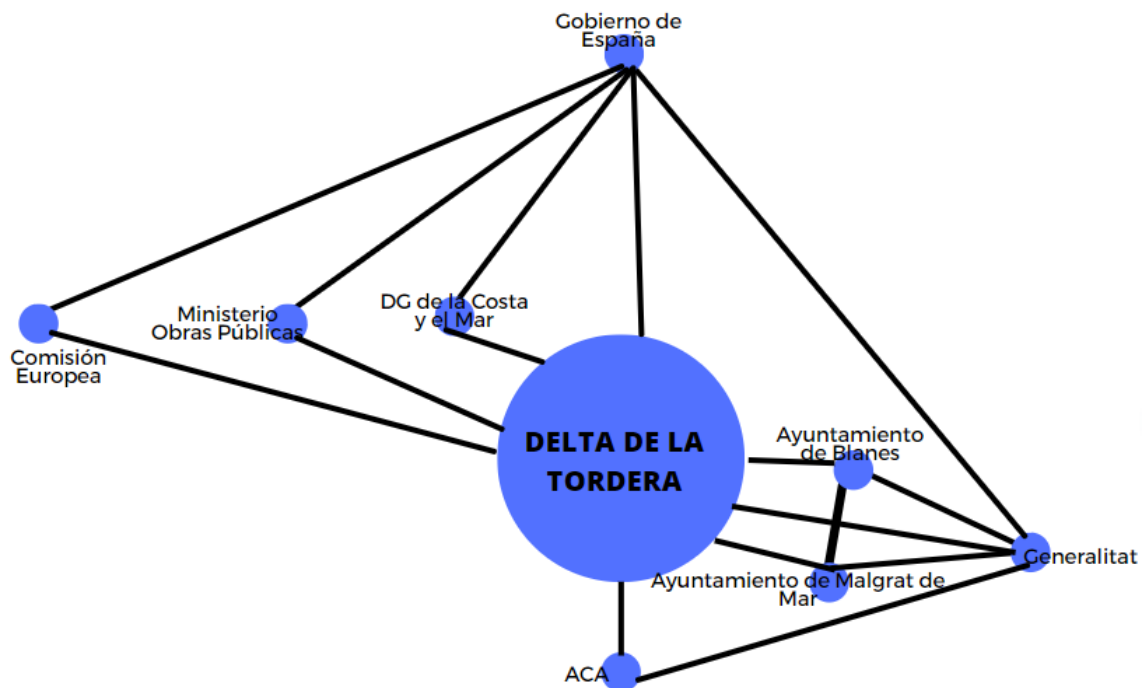 Gobierno de
España
DG de la Costa
y el Mar
Ministerio
Obras Públicas
Comisión
Europea
DELTA DE LA
TORDERA
Ayuntamiento
de Blanes
Generalitat
Ayuntamiento de Malgrat de
Mar
ACA